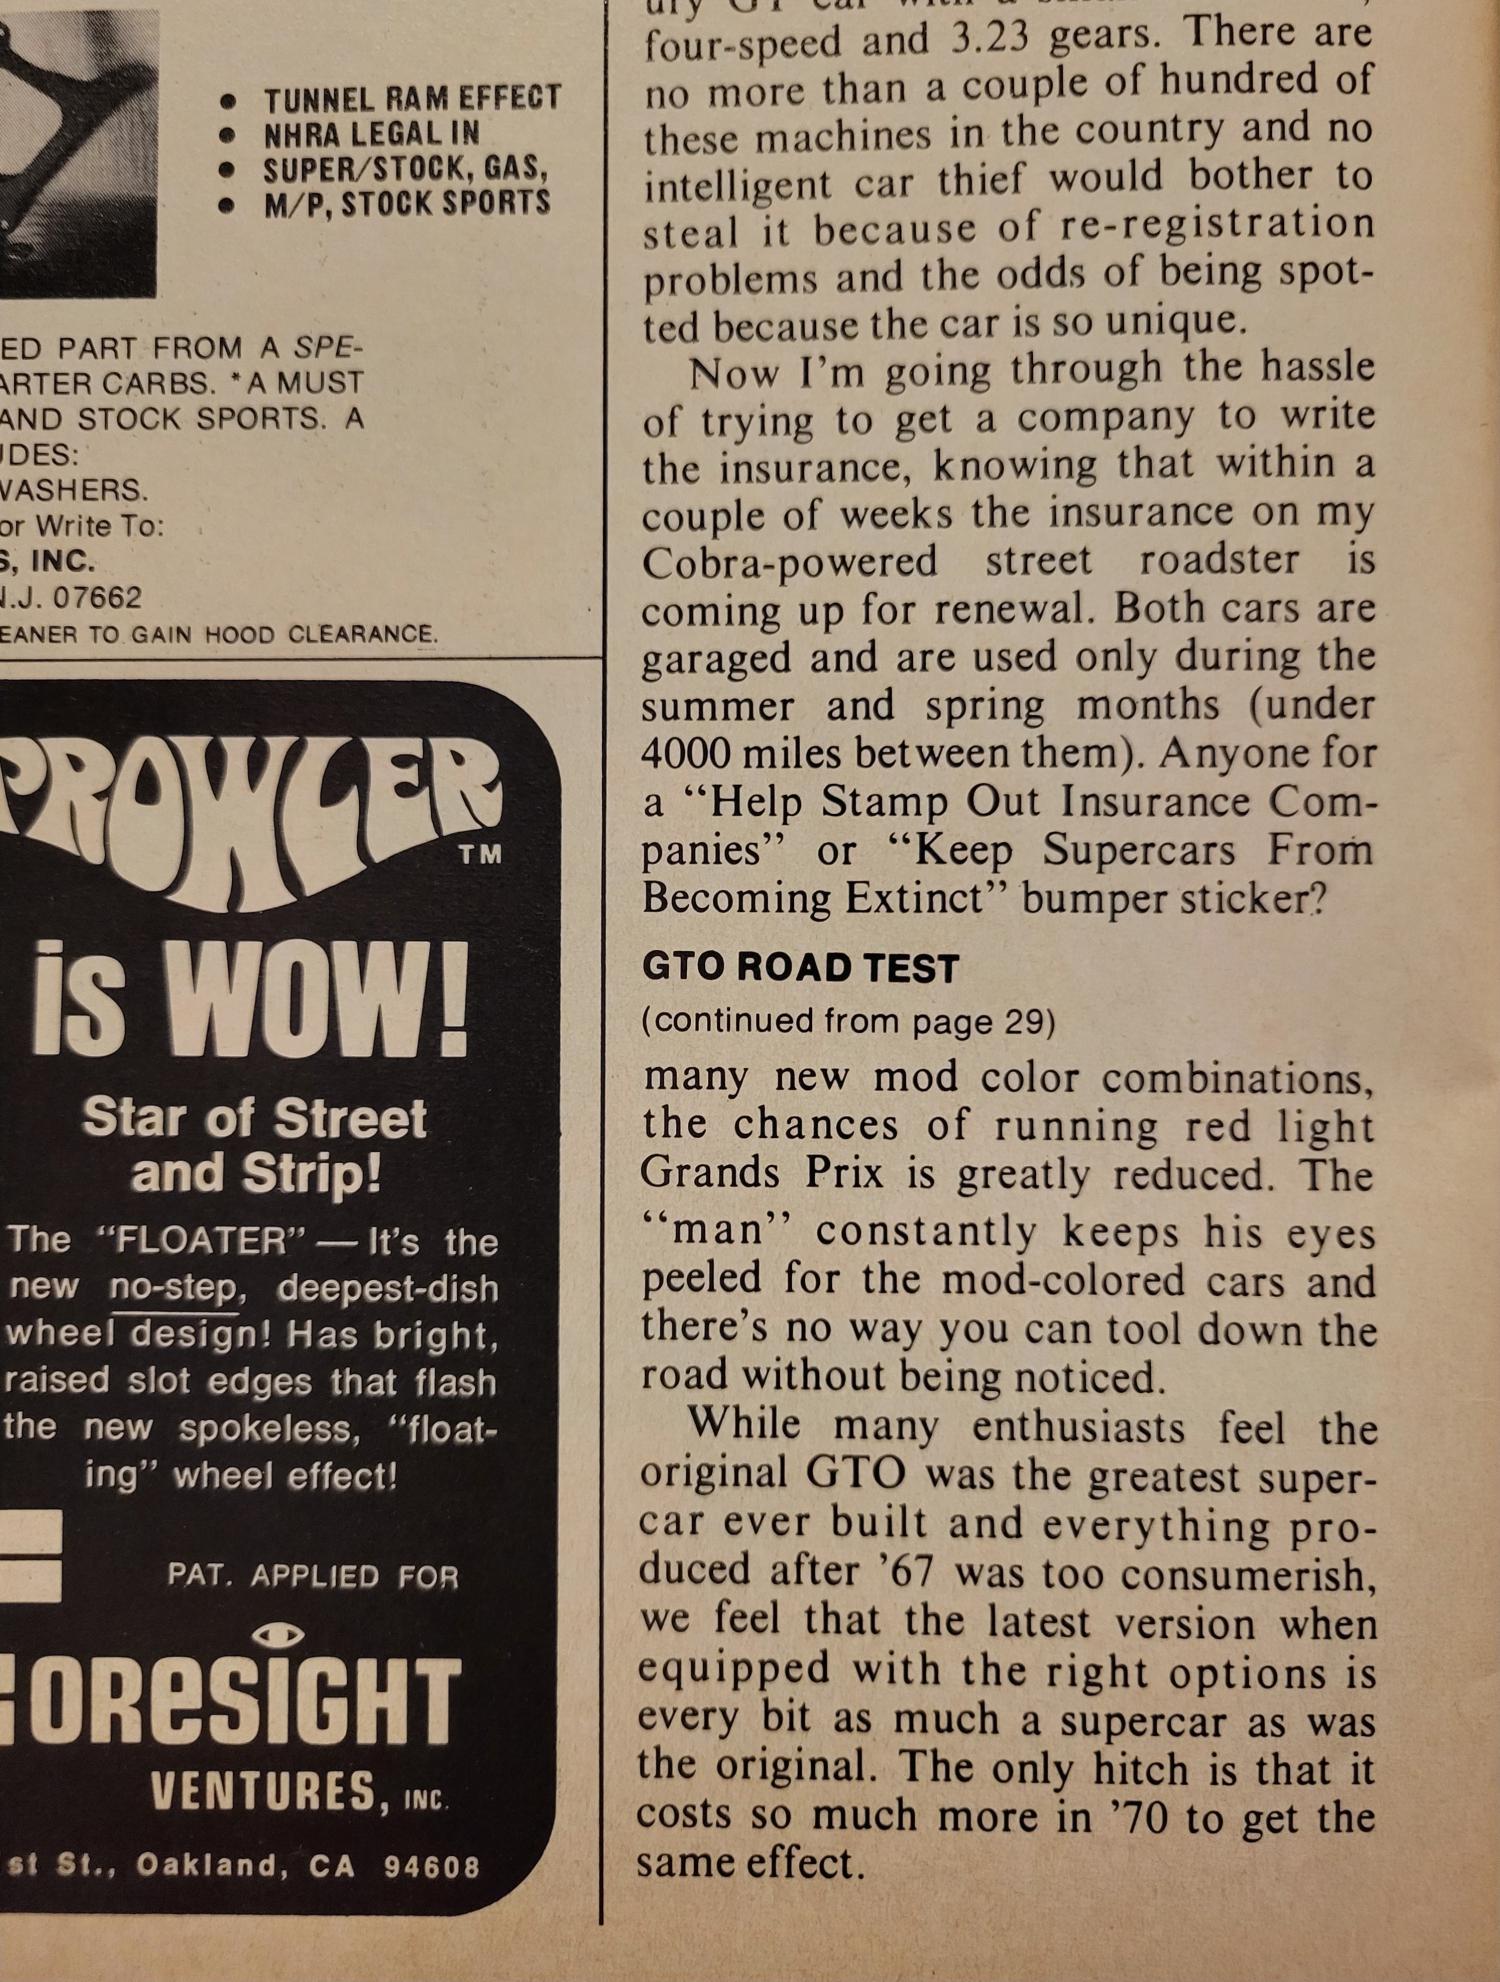 • TUNNEL RAM EFFECT
• NHRA LEGAL IN
• SUPER/STOCK, GAS,
• M/P, STOCK SPORTS
ED PART FROM A SPE-
ARTER CARBS. *A MUST
AND STOCK SPORTS. A
UDES:
WASHERS.
or Write To:
S, INC.
N.J. 07662
EANER TO GAIN HOOD CLEARANCE.
PROWLER
TM
is WOW!
Star of Street
and Strip!
The “FLOATER” — It's the
new no-step, deepest-dish
wheel design! Has bright,
raised slot edges that flash
the new spokeless, “float-
ing” wheel effect!
PAT. APPLIED FOR
FORESIGHT
VENTURES, INC.
st St., Oakland, CA 94608
ury GT car with a
four-speed and 3.23 gears. There are
no more than a couple of hundred of
these machines in the country and no
intelligent car thief would bother to
steal it because of re-registration
problems and the odds of being spot-
ted because the car is so unique.
Now I'm going through the hassle
of trying to get a company to write
the insurance, knowing that within a
couple of weeks the insurance on my
Cobra-powered street roadster is
coming up for renewal. Both cars are
garaged and are used only during the
summer and spring months (under
4000 miles between them). Anyone for
a “Help Stamp Out Insurance Com-
panies” or “Keep Supercars From
Becoming Extinct” bumper sticker?
GTO ROAD TEST
(continued from page 29)
many new mod color combinations,
the chances of running red light
Grands Prix is greatly reduced. The
“man” constantly keeps his eyes
peeled for the mod-colored cars and
there's no way you can tool down the
road without being noticed.
While many enthusiasts feel the
original GTO was the greatest super-
car ever built and everything pro-
duced after '67 was too consumerish,
we feel that the latest version when
equipped with the right options is
every bit as much a supercar as was
the original. The only hitch is that it
costs so much more in '70 to get the
same effect.